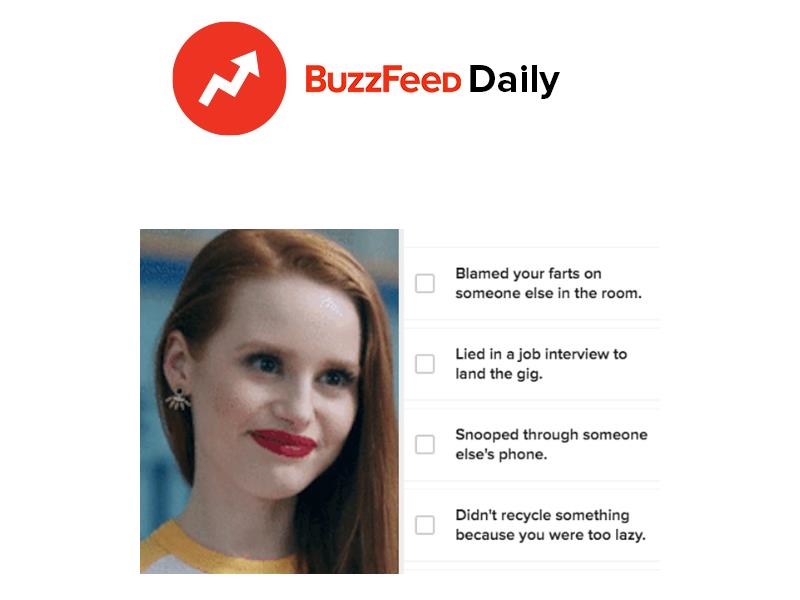 BuzzFeed Daily
Blamed your farts on
someone else in the room.
Lied in a job interview to
land the gig.
Snooped through someone
else's phone.
Didn't recycle something
because you were too lazy.